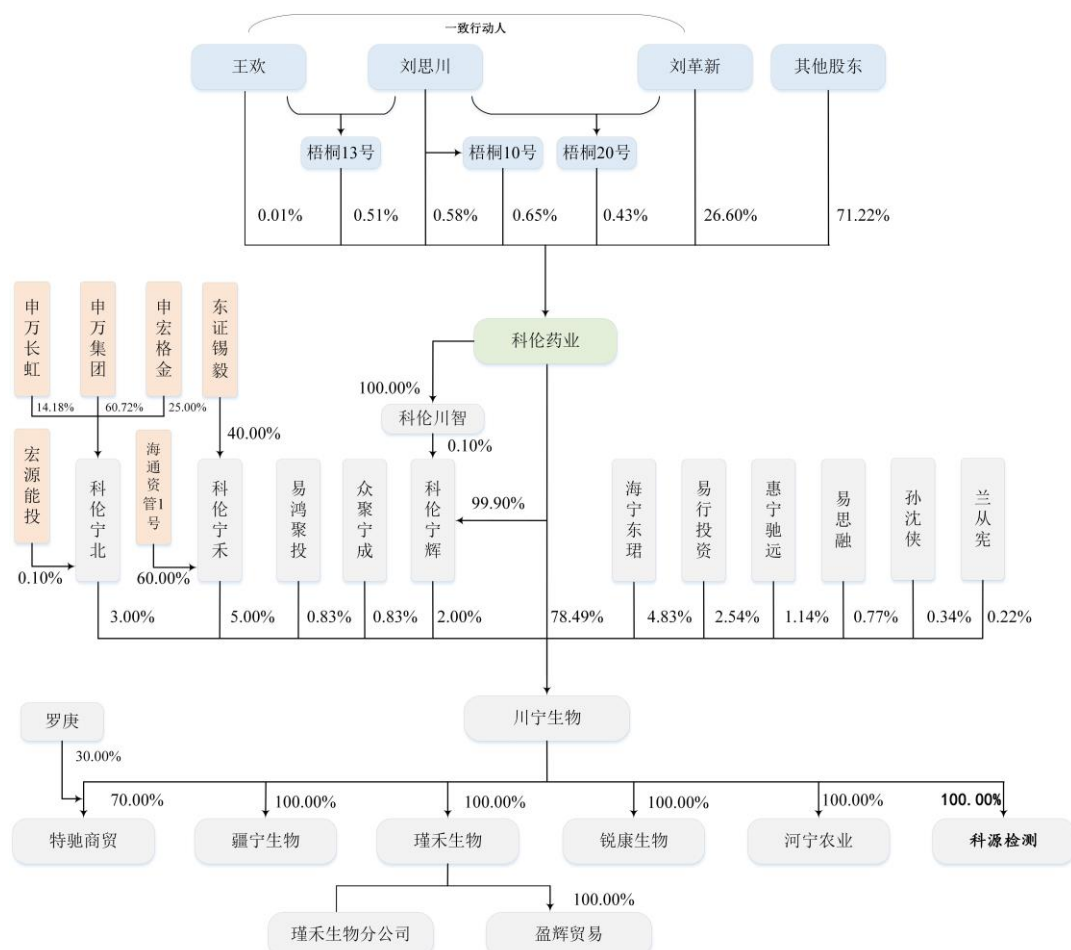 一致行动人
王欢
刘思川
刘革新
其他股东
梧桐13号
梧桐10号
梧桐20号
0.01%
0.51%
0.58%
0.65%
0.43%
26.60%
71.22%
申万长虹
申万集团
申宏格金
东证锡毅
科伦药业
14.18%
60.72%
25.00%
100.00%
科伦川智
40.00%
0.10%
宏源能投
科伦宁北
海通资管1号
科伦宁禾
易鸿聚投
众聚宁成
科伦宁辉
99.90%
海宁东珺
易行投资
惠宁驰远
易思融
孙沈侠
兰从宪
0.10%
60.00%
3.00%
5.00%
0.83%
0.83%
2.00%
78.49%
4.83%
2.54%
1.14%
0.77%
0.34%
0.22%
川宁生物
罗庚
30.00%
70.00%
100.00%
100.00%
100.00%
100.00%
100.00%
特驰商贸
疆宁生物
瑾禾生物
锐康生物
河宁农业
科源检测
100.00%
瑾禾生物分公司
盈辉贸易